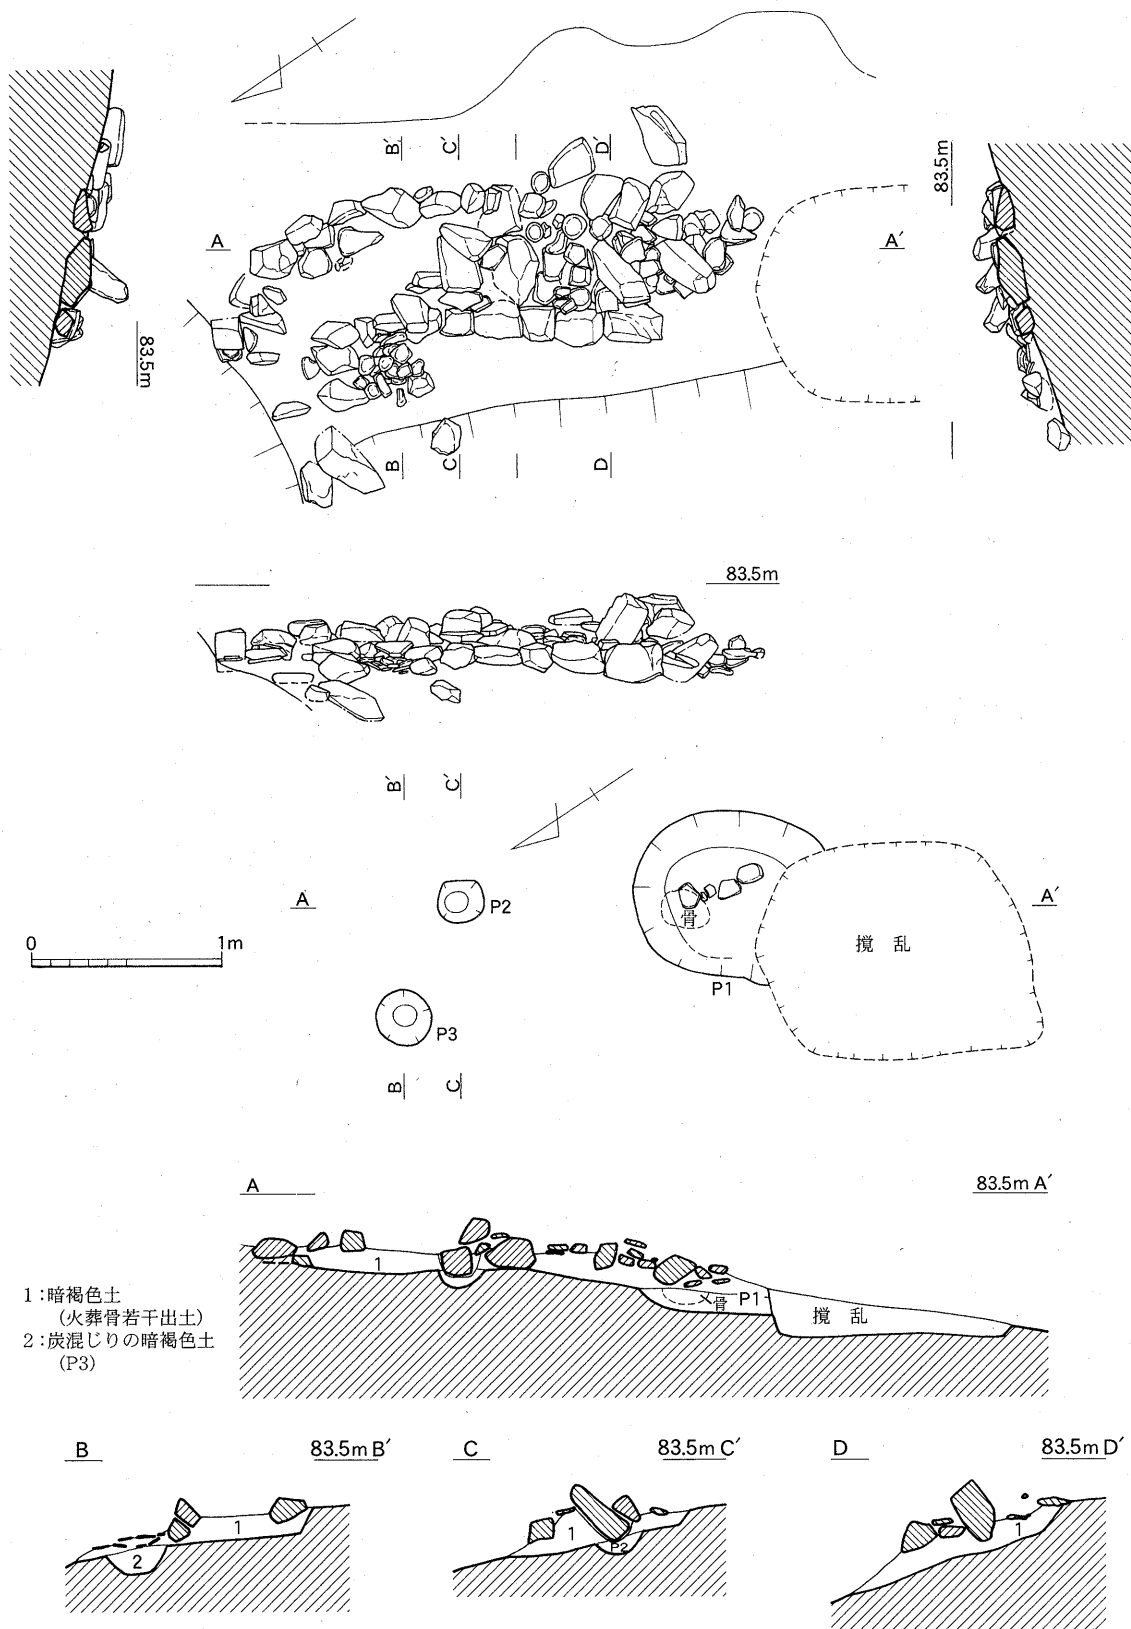 B′ C′ D′
83.5m
A A′
83.5m
B C D
83.5m
B′ C′
A A′
P2
骨
攪 乱
0 1m
P1
P3
B C
A 83.5m A′
1
骨 P1
攪 乱
1:暗褐色土
(火葬骨若干出土)
2:炭混じりの暗褐色土
(P3)
B 83.5m B′
1
2
C 83.5m C′
1
P2
D 83.5m D′
1